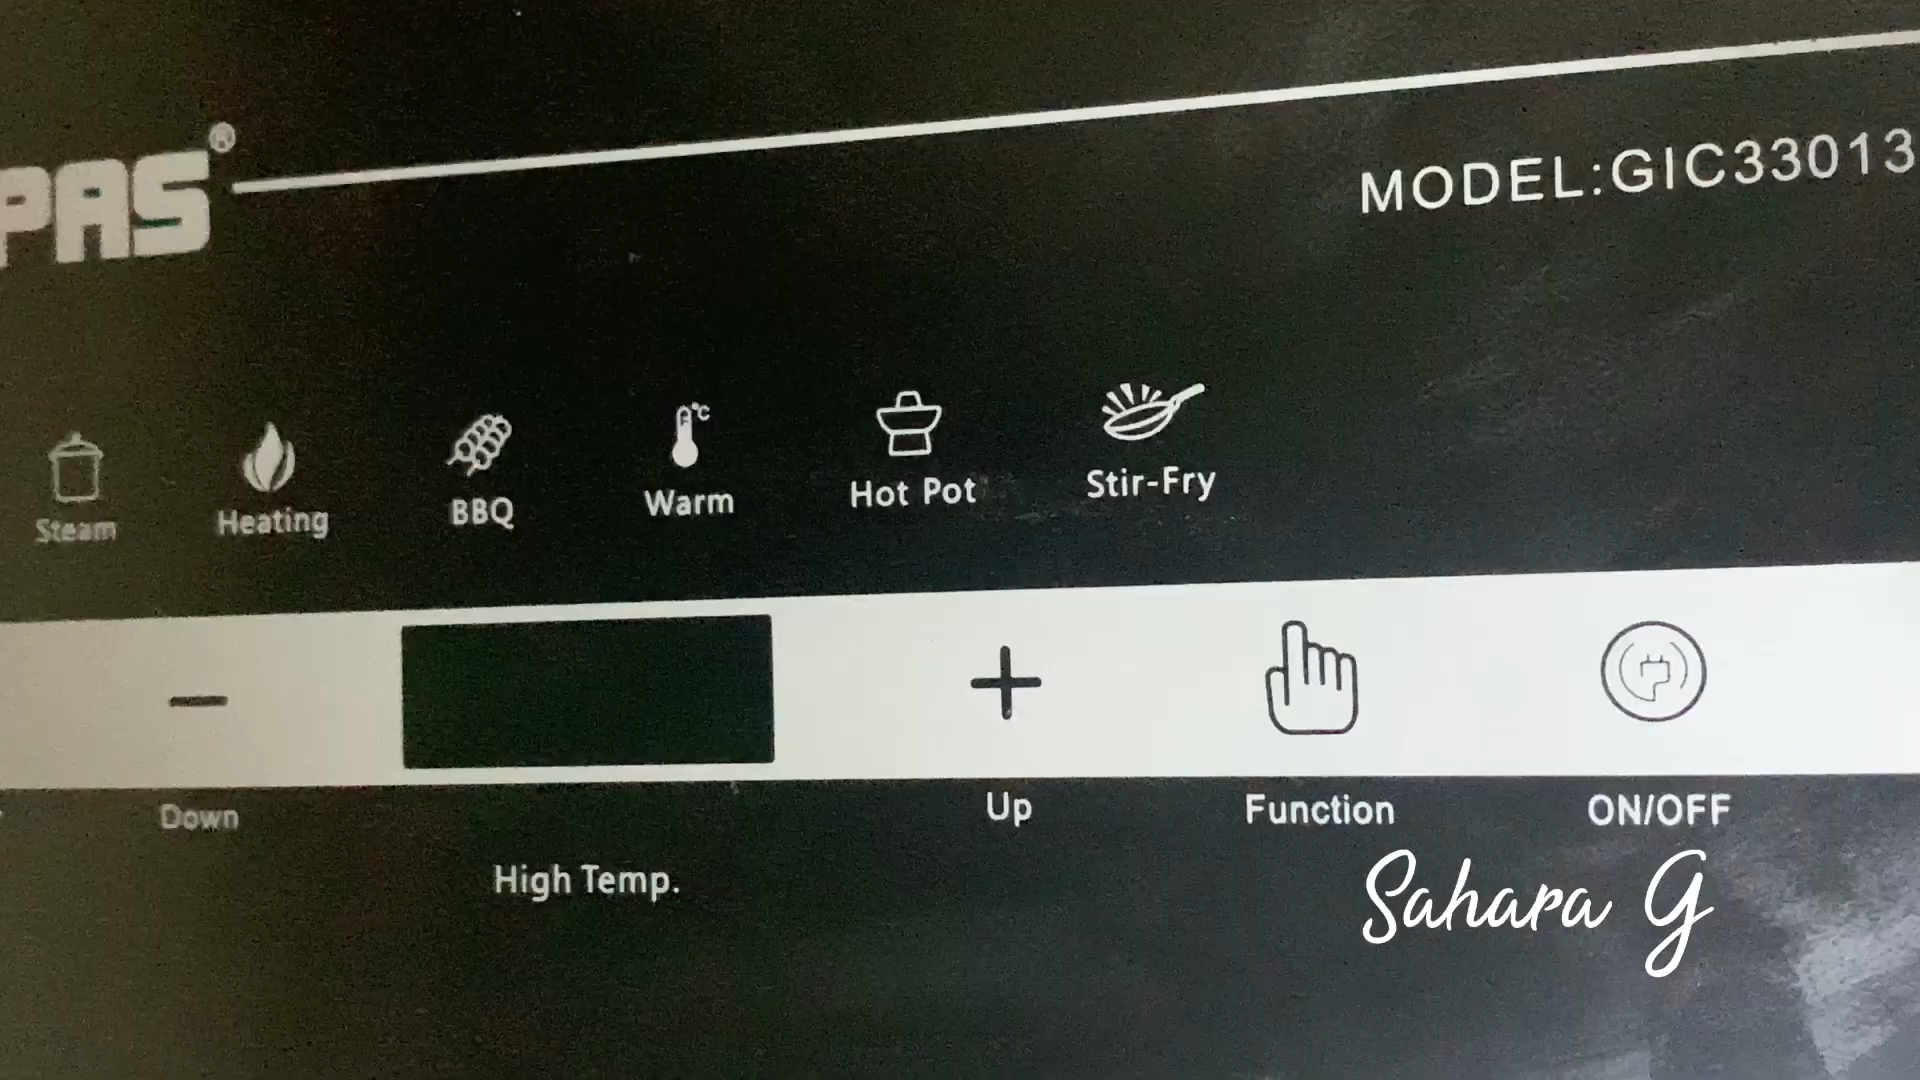 PAS®
MODEL:GIC33013
Steam
Heating
BBQ
°C
Warm
Hot Pot
Stir-Fry
Down
Up
Function
ON/OFF
High Temp.
Sahara G